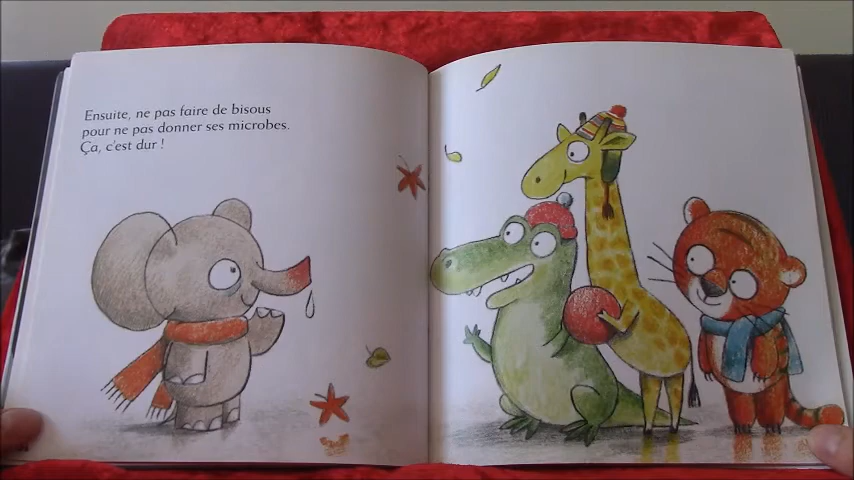 Ensuite, ne pas faire de bisous
pour ne pas donner ses microbes.
Ça, c'est dur !